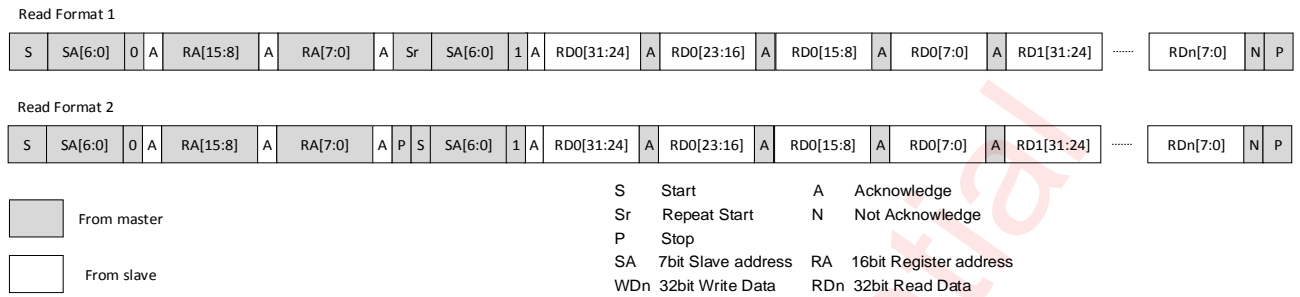 Read Format 1
S SA[6:0] 0 A RA[15:8] A RA[7:0] A Sr SA[6:0] 1 A RD0[31:24] A RD0[23:16] A RD0[15:8] A RD0[7:0] A RD1[31:24] ....... RDn[7:0] N P
Read Format 2
S SA[6:0] 0 A RA[15:8] A RA[7:0] A P S SA[6:0] 1 A RD0[31:24] A RD0[23:16] A RD0[15:8] A RD0[7:0] A RD1[31:24] ....... RDn[7:0] N P
From master
From slave
S Start A Acknowledge
Sr Repeat Start N Not Acknowledge
P Stop
SA 7bit Slave address RA 16bit Register address
WDn 32bit Write Data RDn 32bit Read Data
tial